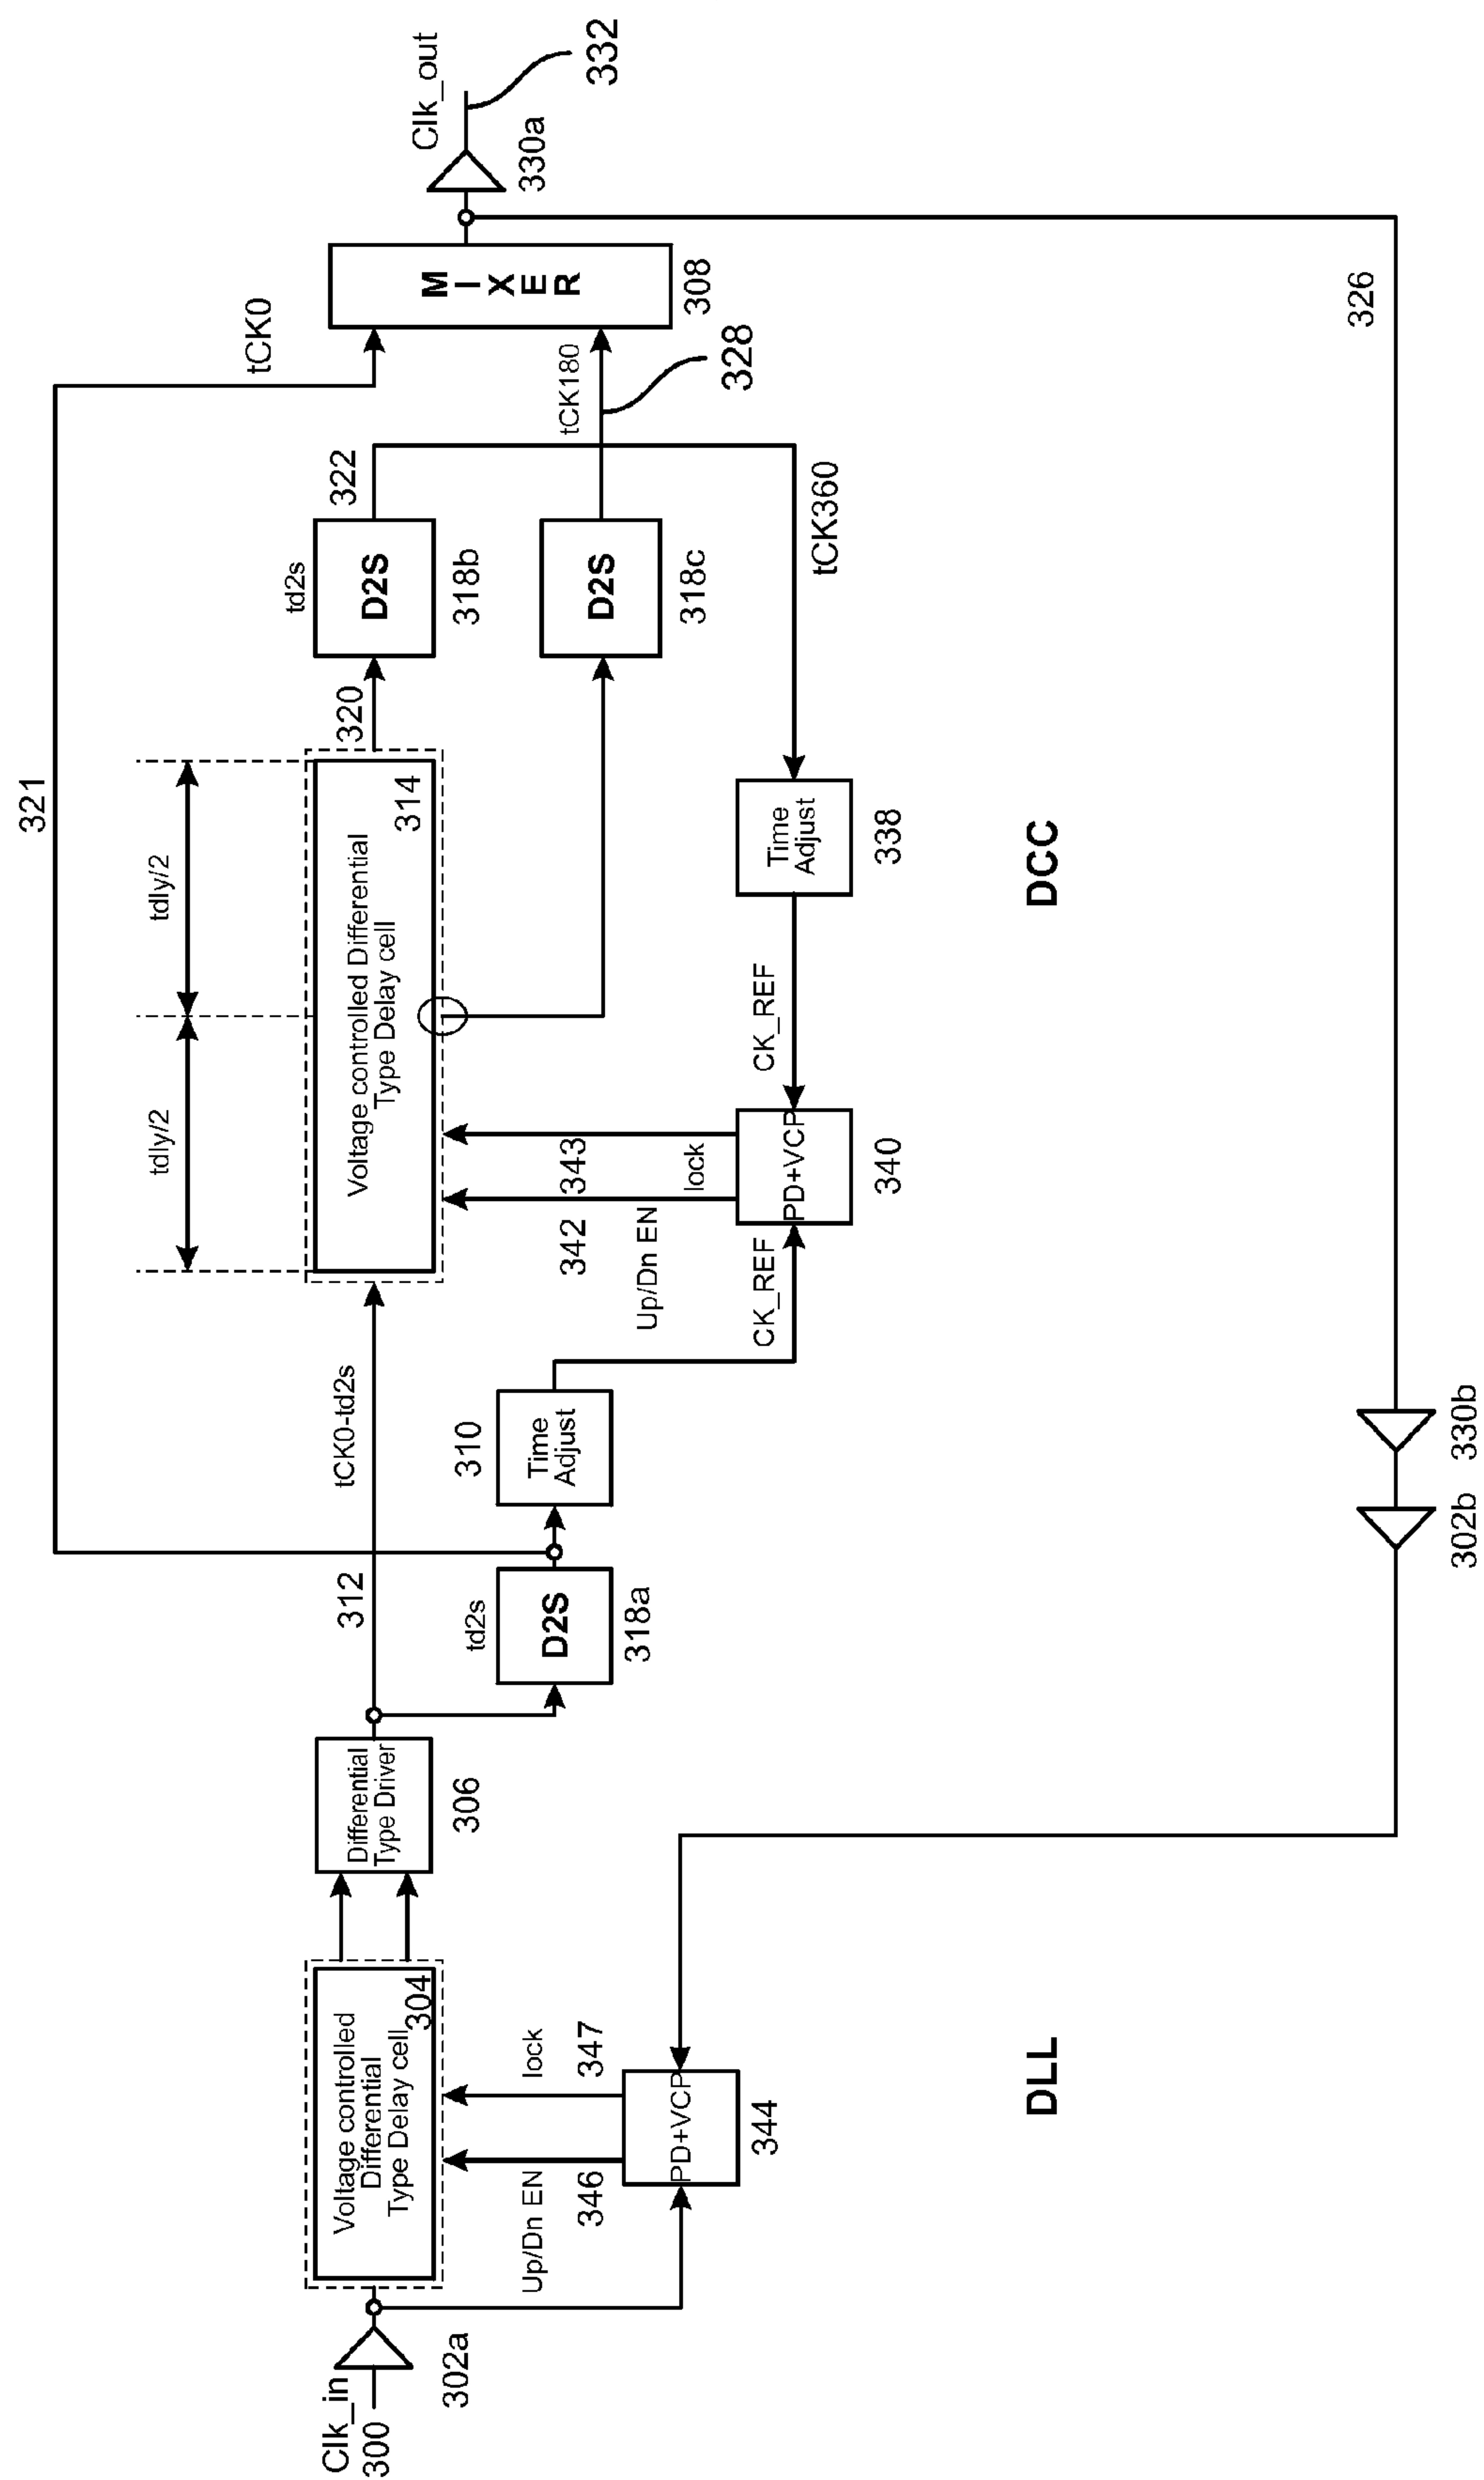 Clk_in
300
302a
Voltage controlled
Differential
Type Delay cell
304
Up/Dn EN
346
lock
347
PD+VCP
344
DLL
Differential
Type Driver
306
312
td2s
D2S
318a
tCK0-td2s
Time
Adjust
310
321
tdly/2
tdly/2
Voltage controlled Differential
Type Delay cell
314
342
343
Up/Dn EN
lock
CK_REF
PD+VCP
340
CK_REF
Time
Adjust
338
DCC
320
td2s
D2S
318b
322
D2S
318c
tCK360
tCK0
tCK180
328
MIXER
308
Clk_out
330a
332
326
302b
330b